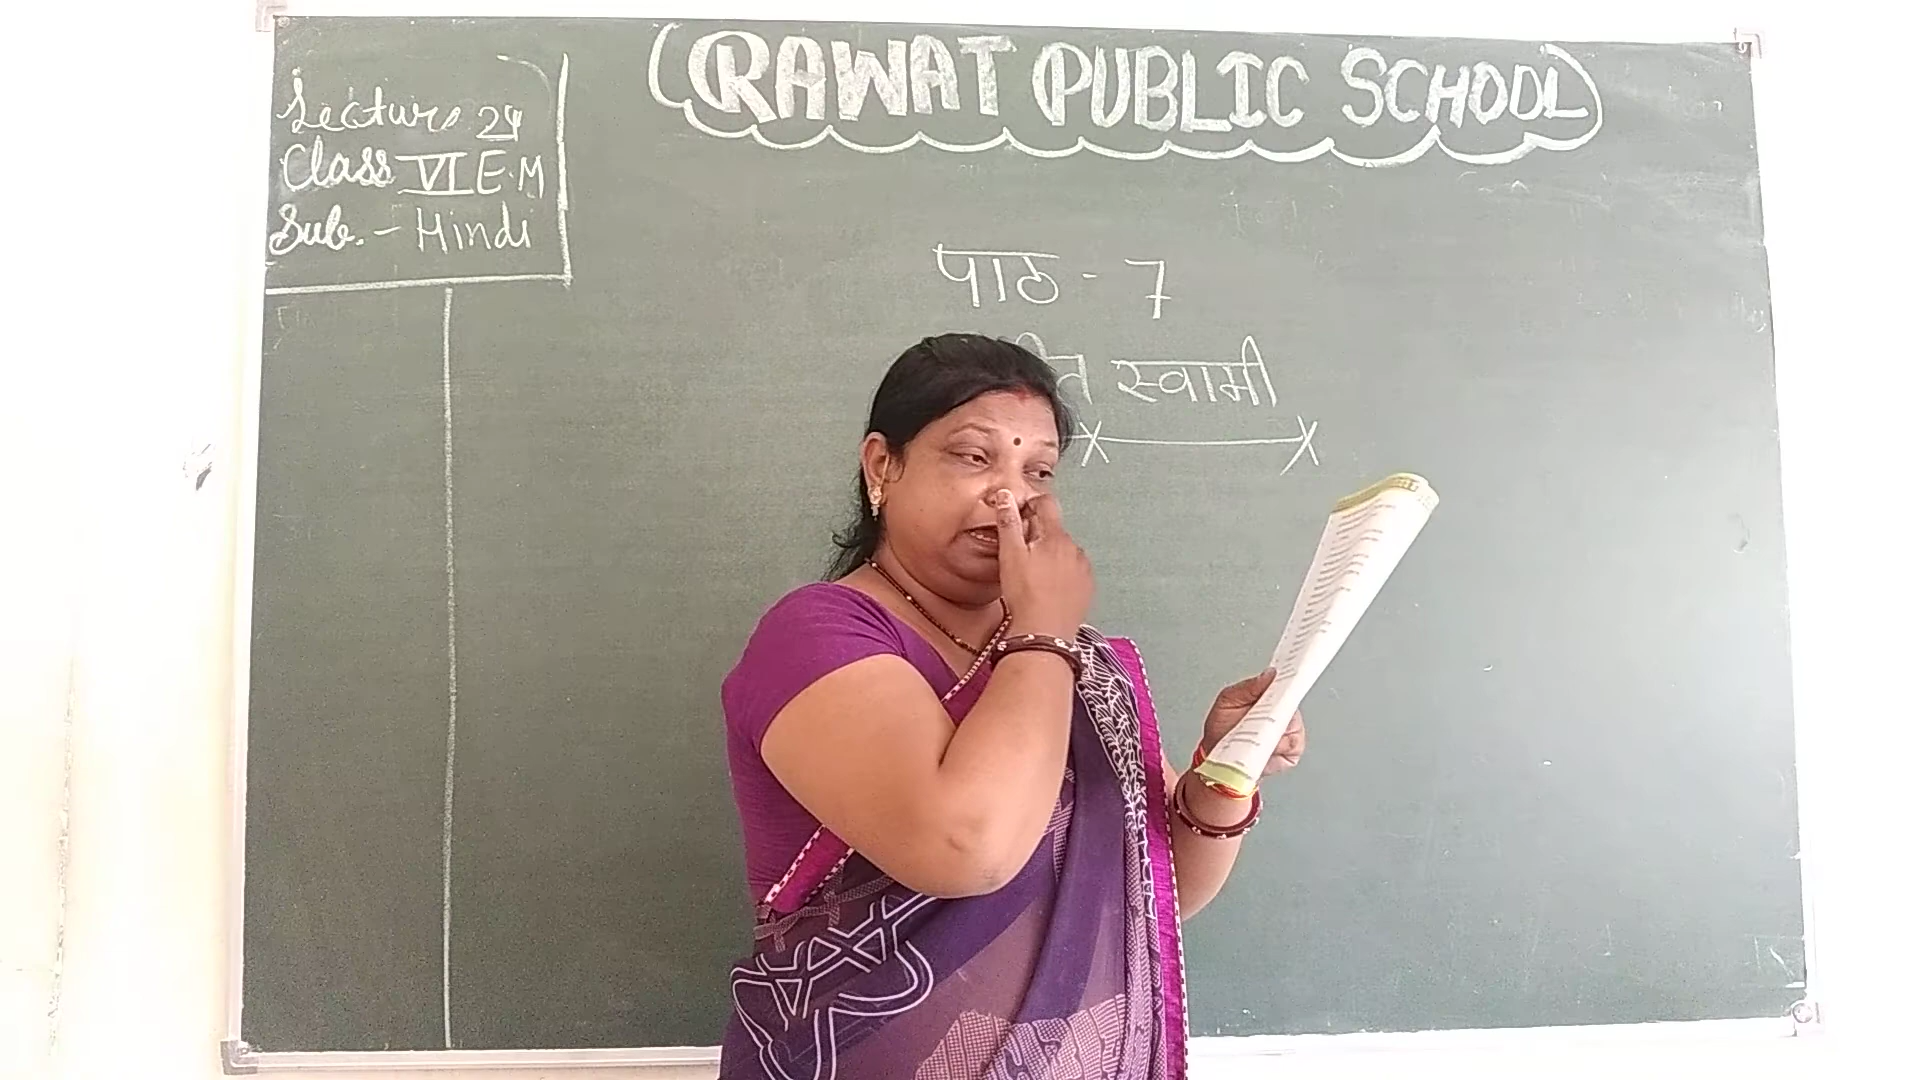 RAWAT PUBLIC SCHOOL
Lecture 24
Class VI E.M
Sub. - Hindi
पाठ - 7
स्वामी